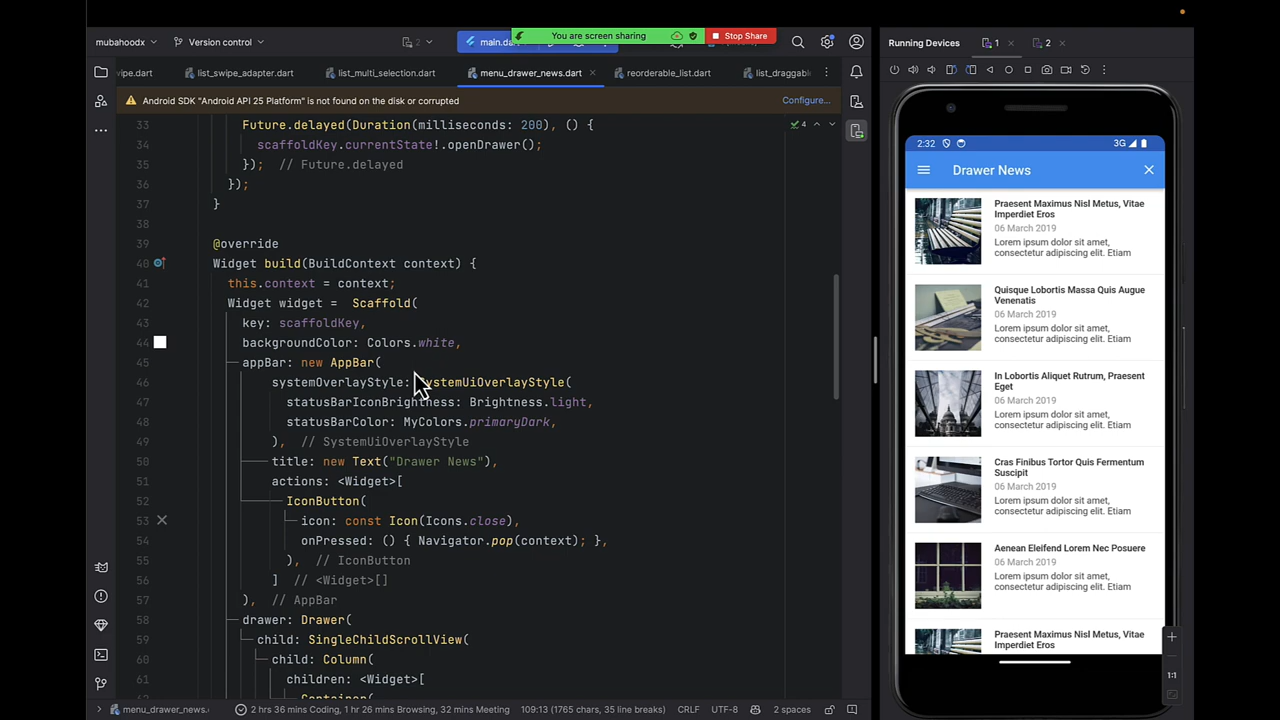 You are screen sharing
Stop Share
mubahoodx
Version control
2
main.dart
Running Devices
1
2
list_swipe_adapter.dart
list_multi_selection.dart
menu_drawer_news.dart
reorderable_list.dart
Android SDK "Android API 25 Platform" is not found on the disk or corrupted
Configure...
4
33 Future.delayed(Duration(milliseconds: 200), () {
34 scaffoldKey.currentState!.openDrawer();
35 }); // Future.delayed
36 });
37 }
38
39 @override
40 Widget build(BuildContext context) {
41 this.context = context;
42 Widget widget = Scaffold(
43 key: scaffoldKey,
44 backgroundColor: Colors.white,
45 appBar: new AppBar(
46 systemOverlayStyle: SystemUiOverlayStyle(
47 statusBarIconBrightness: Brightness.light,
48 statusBarColor: MyColors.primaryDark,
49 ), // SystemUiOverlayStyle
50 title: new Text("Drawer News"),
51 actions: <Widget>[
52 IconButton(
53 icon: const Icon(Icons.close),
54 onPressed: () { Navigator.pop(context); },
55 ), // IconButton
56 ] // <Widget>[]
57 ), // AppBar
58 drawer: Drawer(
59 child: SingleChildScrollView(
60 child: Column(
61 children: <Widget>[
62 Container(
menu_drawer_news.
2 hrs 36 mins Coding, 1 hr 26 mins Browsing, 32 mins Meeting
109:13 (1765 chars, 35 line breaks)
CRLF
UTF-8
2 spaces
2:32
3G
Drawer News
Praesent Maximus Nisl Metus, Vitae
Imperdiet Eros
06 March 2019
Lorem ipsum dolor sit amet,
consectetur adipiscing elit. Etiam
Quisque Lobortis Massa Quis Augue
Venenatis
06 March 2019
Lorem ipsum dolor sit amet,
consectetur adipiscing elit. Etiam
In Lobortis Aliquet Rutrum, Praesent
Eget
06 March 2019
Lorem ipsum dolor sit amet,
consectetur adipiscing elit. Etiam
Cras Finibus Tortor Quis Fermentum
Suscipit
06 March 2019
Lorem ipsum dolor sit amet,
consectetur adipiscing elit. Etiam
Aenean Eleifend Lorem Nec Posuere
06 March 2019
Lorem ipsum dolor sit amet,
consectetur adipiscing elit. Etiam
Praesent Maximus Nisl Metus, Vitae
Imperdiet Eros
1:1